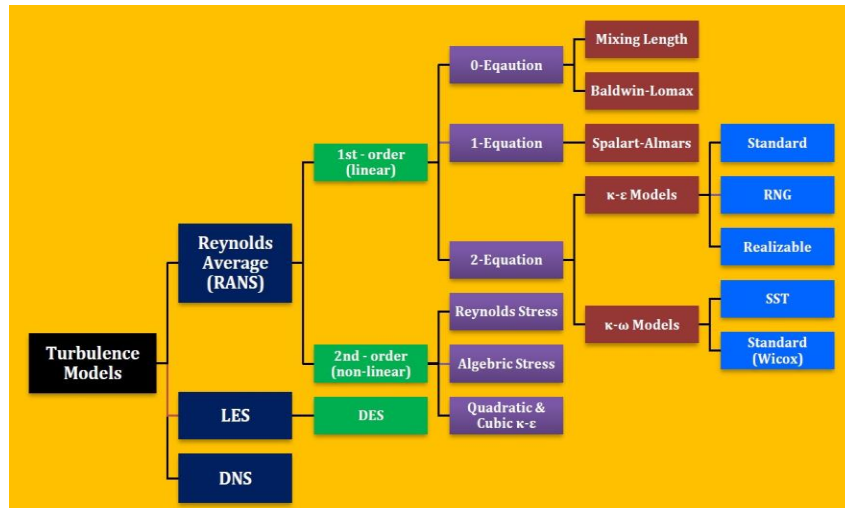 Turbulence
Models
Reynolds
Average
(RANS)
LES
DNS
1st - order
(linear)
2nd - order
(non-linear)
DES
0-Eqaution
1-Equation
2-Equation
Reynolds Stress
Algebric Stress
Quadratic &
Cubic κ-ε
Mixing Length
Baldwin-Lomax
Spalart-Almars
κ-ε Models
κ-ω Models
Standard
RNG
Realizable
SST
Standard
(Wicox)